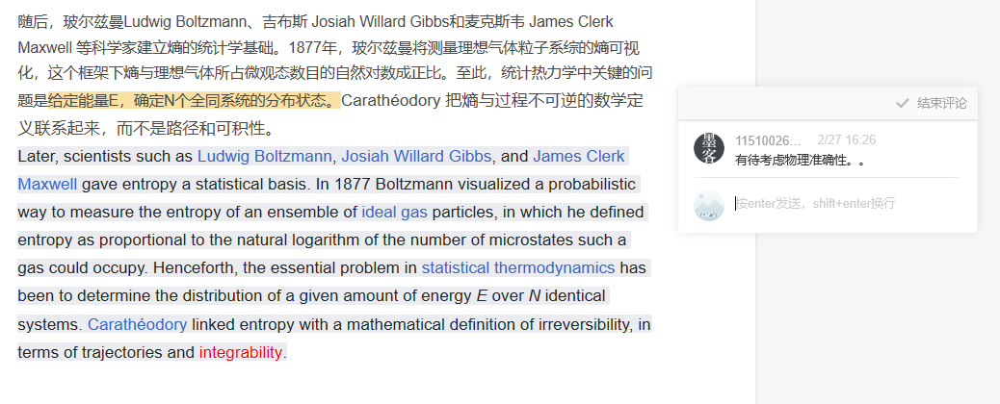 随后，玻尔兹曼Ludwig Boltzmann、吉布斯 Josiah Willard Gibbs和麦克斯韦 James Clerk
Maxwell 等科学家建立熵的统计学基础。1877年，玻尔兹曼将测量理想气体粒子系综的熵可视
化，这个框架下熵与理想气体所占微观态数目的自然对数成正比。至此，统计热力学中关键的问
题是给定能量E，确定N个全同系统的分布状态。Carathéodory 把熵与过程不可逆的数学定
义联系起来，而不是路径和可积性。
Later, scientists such as Ludwig Boltzmann, Josiah Willard Gibbs, and James Clerk
Maxwell gave entropy a statistical basis. In 1877 Boltzmann visualized a probabilistic
way to measure the entropy of an ensemble of ideal gas particles, in which he defined
entropy as proportional to the natural logarithm of the number of microstates such a
gas could occupy. Henceforth, the essential problem in statistical thermodynamics has
been to determine the distribution of a given amount of energy E over N identical
systems. Carathéodory linked entropy with a mathematical definition of irreversibility, in
terms of trajectories and integrability.
结束评论
墨客
11510026... 2/27 16:26
有待考虑物理准确性。。
按enter发送，shift+enter换行